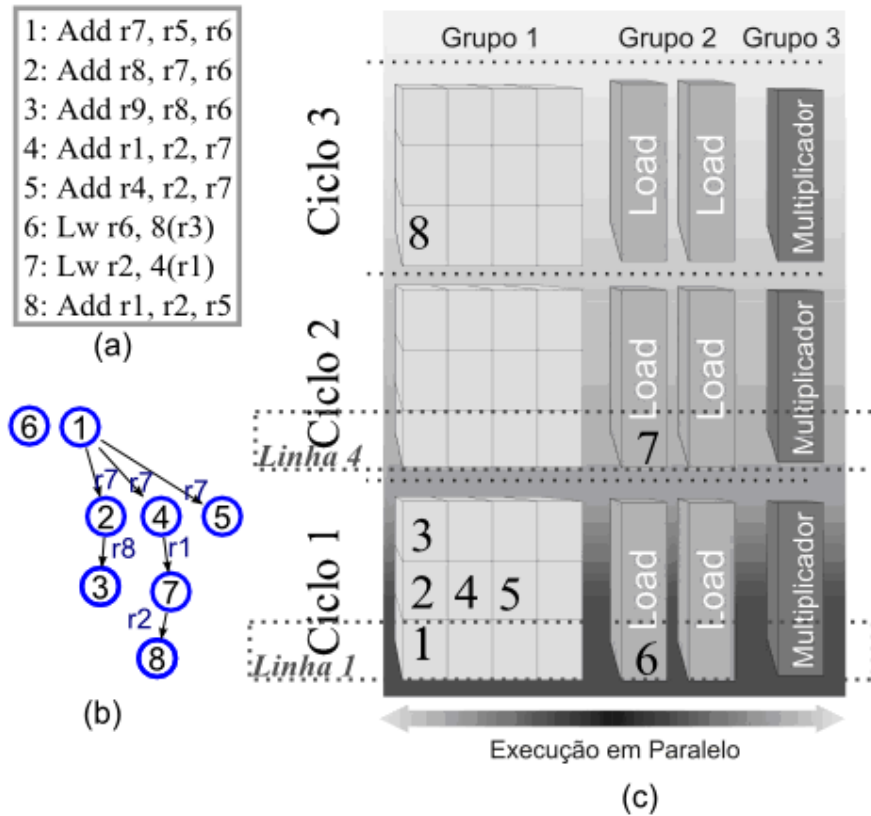 1: Add r7, r5, r6
2: Add r8, r7, r6
3: Add r9, r8, r6
4: Add r1, r2, r7
5: Add r4, r2, r7
6: Lw r6, 8(r3)
7: Lw r2, 4(r1)
8: Add r1, r2, r5
(a)
6 1
r7 r7 r7
2 4 5
r8 r1
3 7
r2
8
(b)
Grupo 1 Grupo 2 Grupo 3
Ciclo 3
8
Load Load Multiplicador
Ciclo 2
Load Load Multiplicador
7
Linha 4
Ciclo 1
3
2 4 5
1
Load Load Multiplicador
6
Linha 1
Execução em Paralelo
(c)